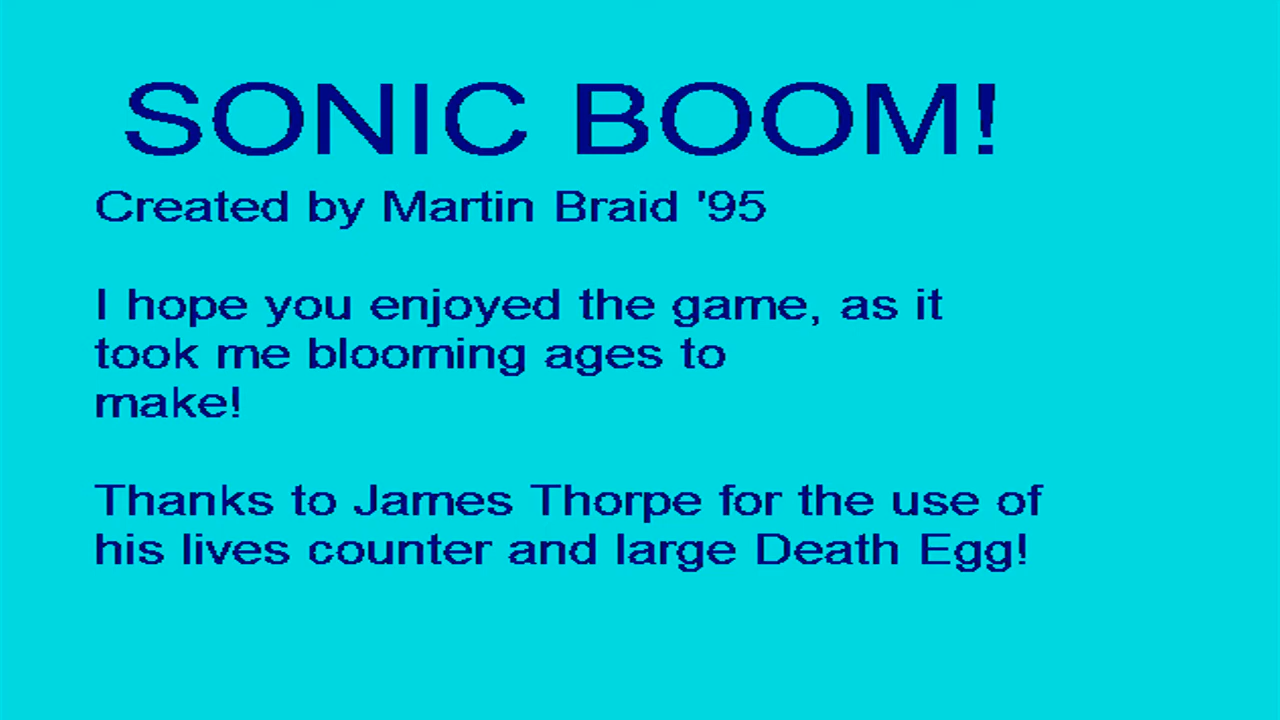 SONIC BOOM!
Created by Martin Braid '95
I hope you enjoyed the game, as it
took me blooming ages to
make!
Thanks to James Thorpe for the use of
his lives counter and large Death Egg!